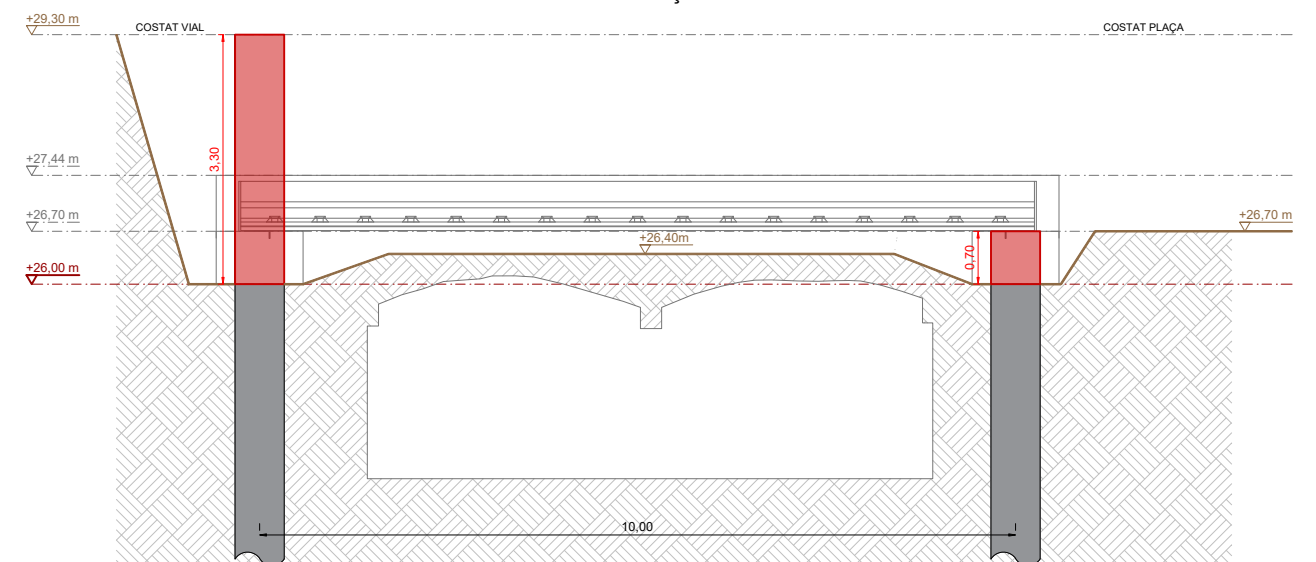 +29,30 m
COSTAT VIAL
COSTAT PLAÇA
3,30
+27,44 m
+26,70 m
+26,70 m
+26,40m
0,70
+26,00 m
10,00